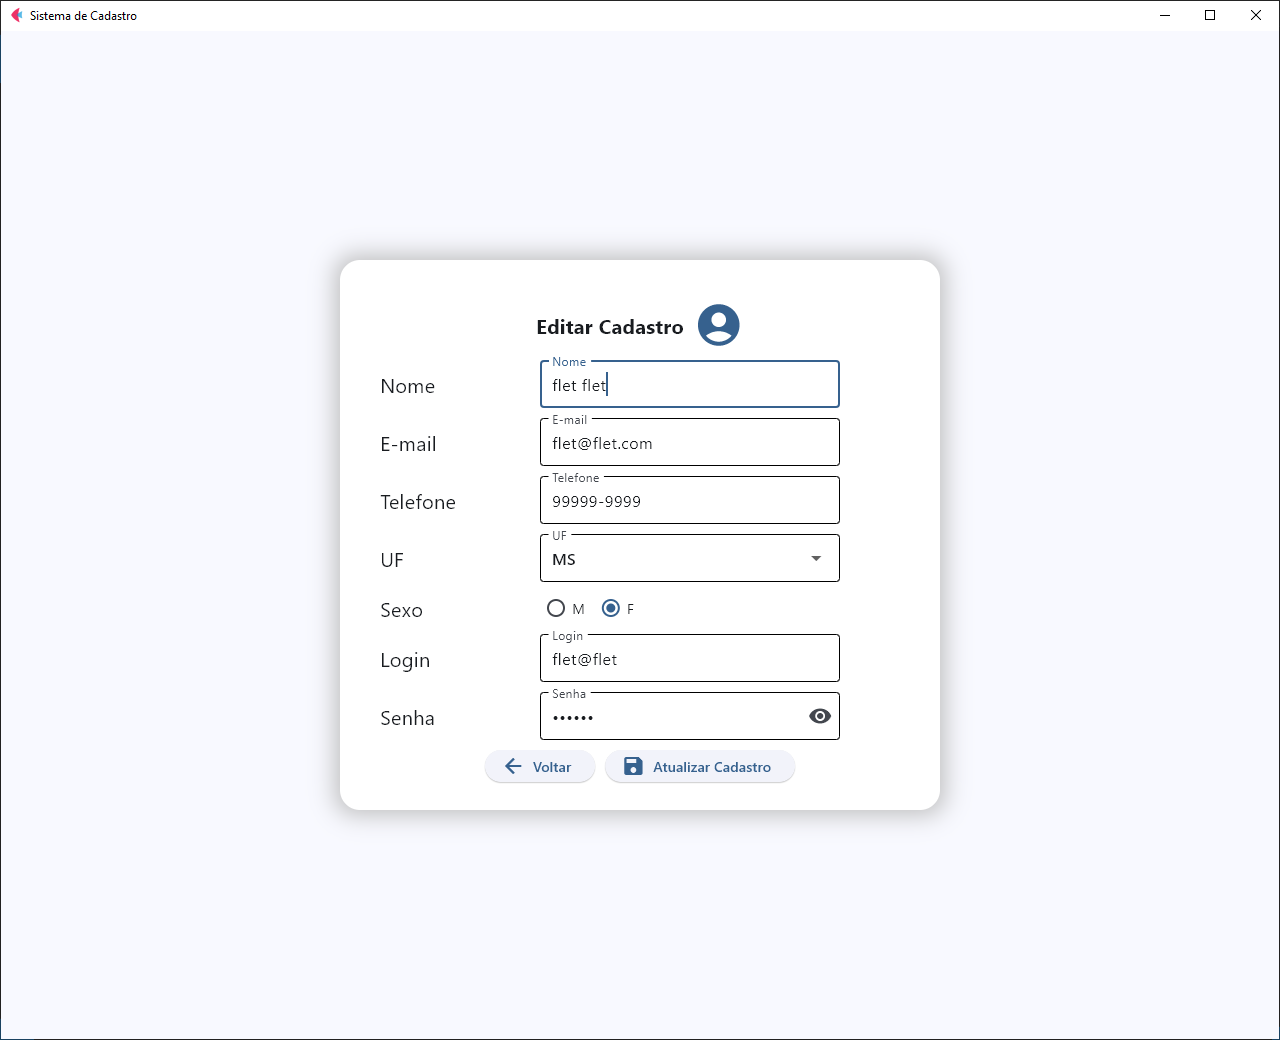 Sistema de Cadastro
Editar Cadastro
Nome
Nome
flet flet
E-mail
E-mail
flet@flet.com
Telefone
Telefone
99999-9999
UF
UF
MS
Sexo
M
F
Login
Login
flet@flet
Senha
Senha
••••••
Voltar
Atualizar Cadastro